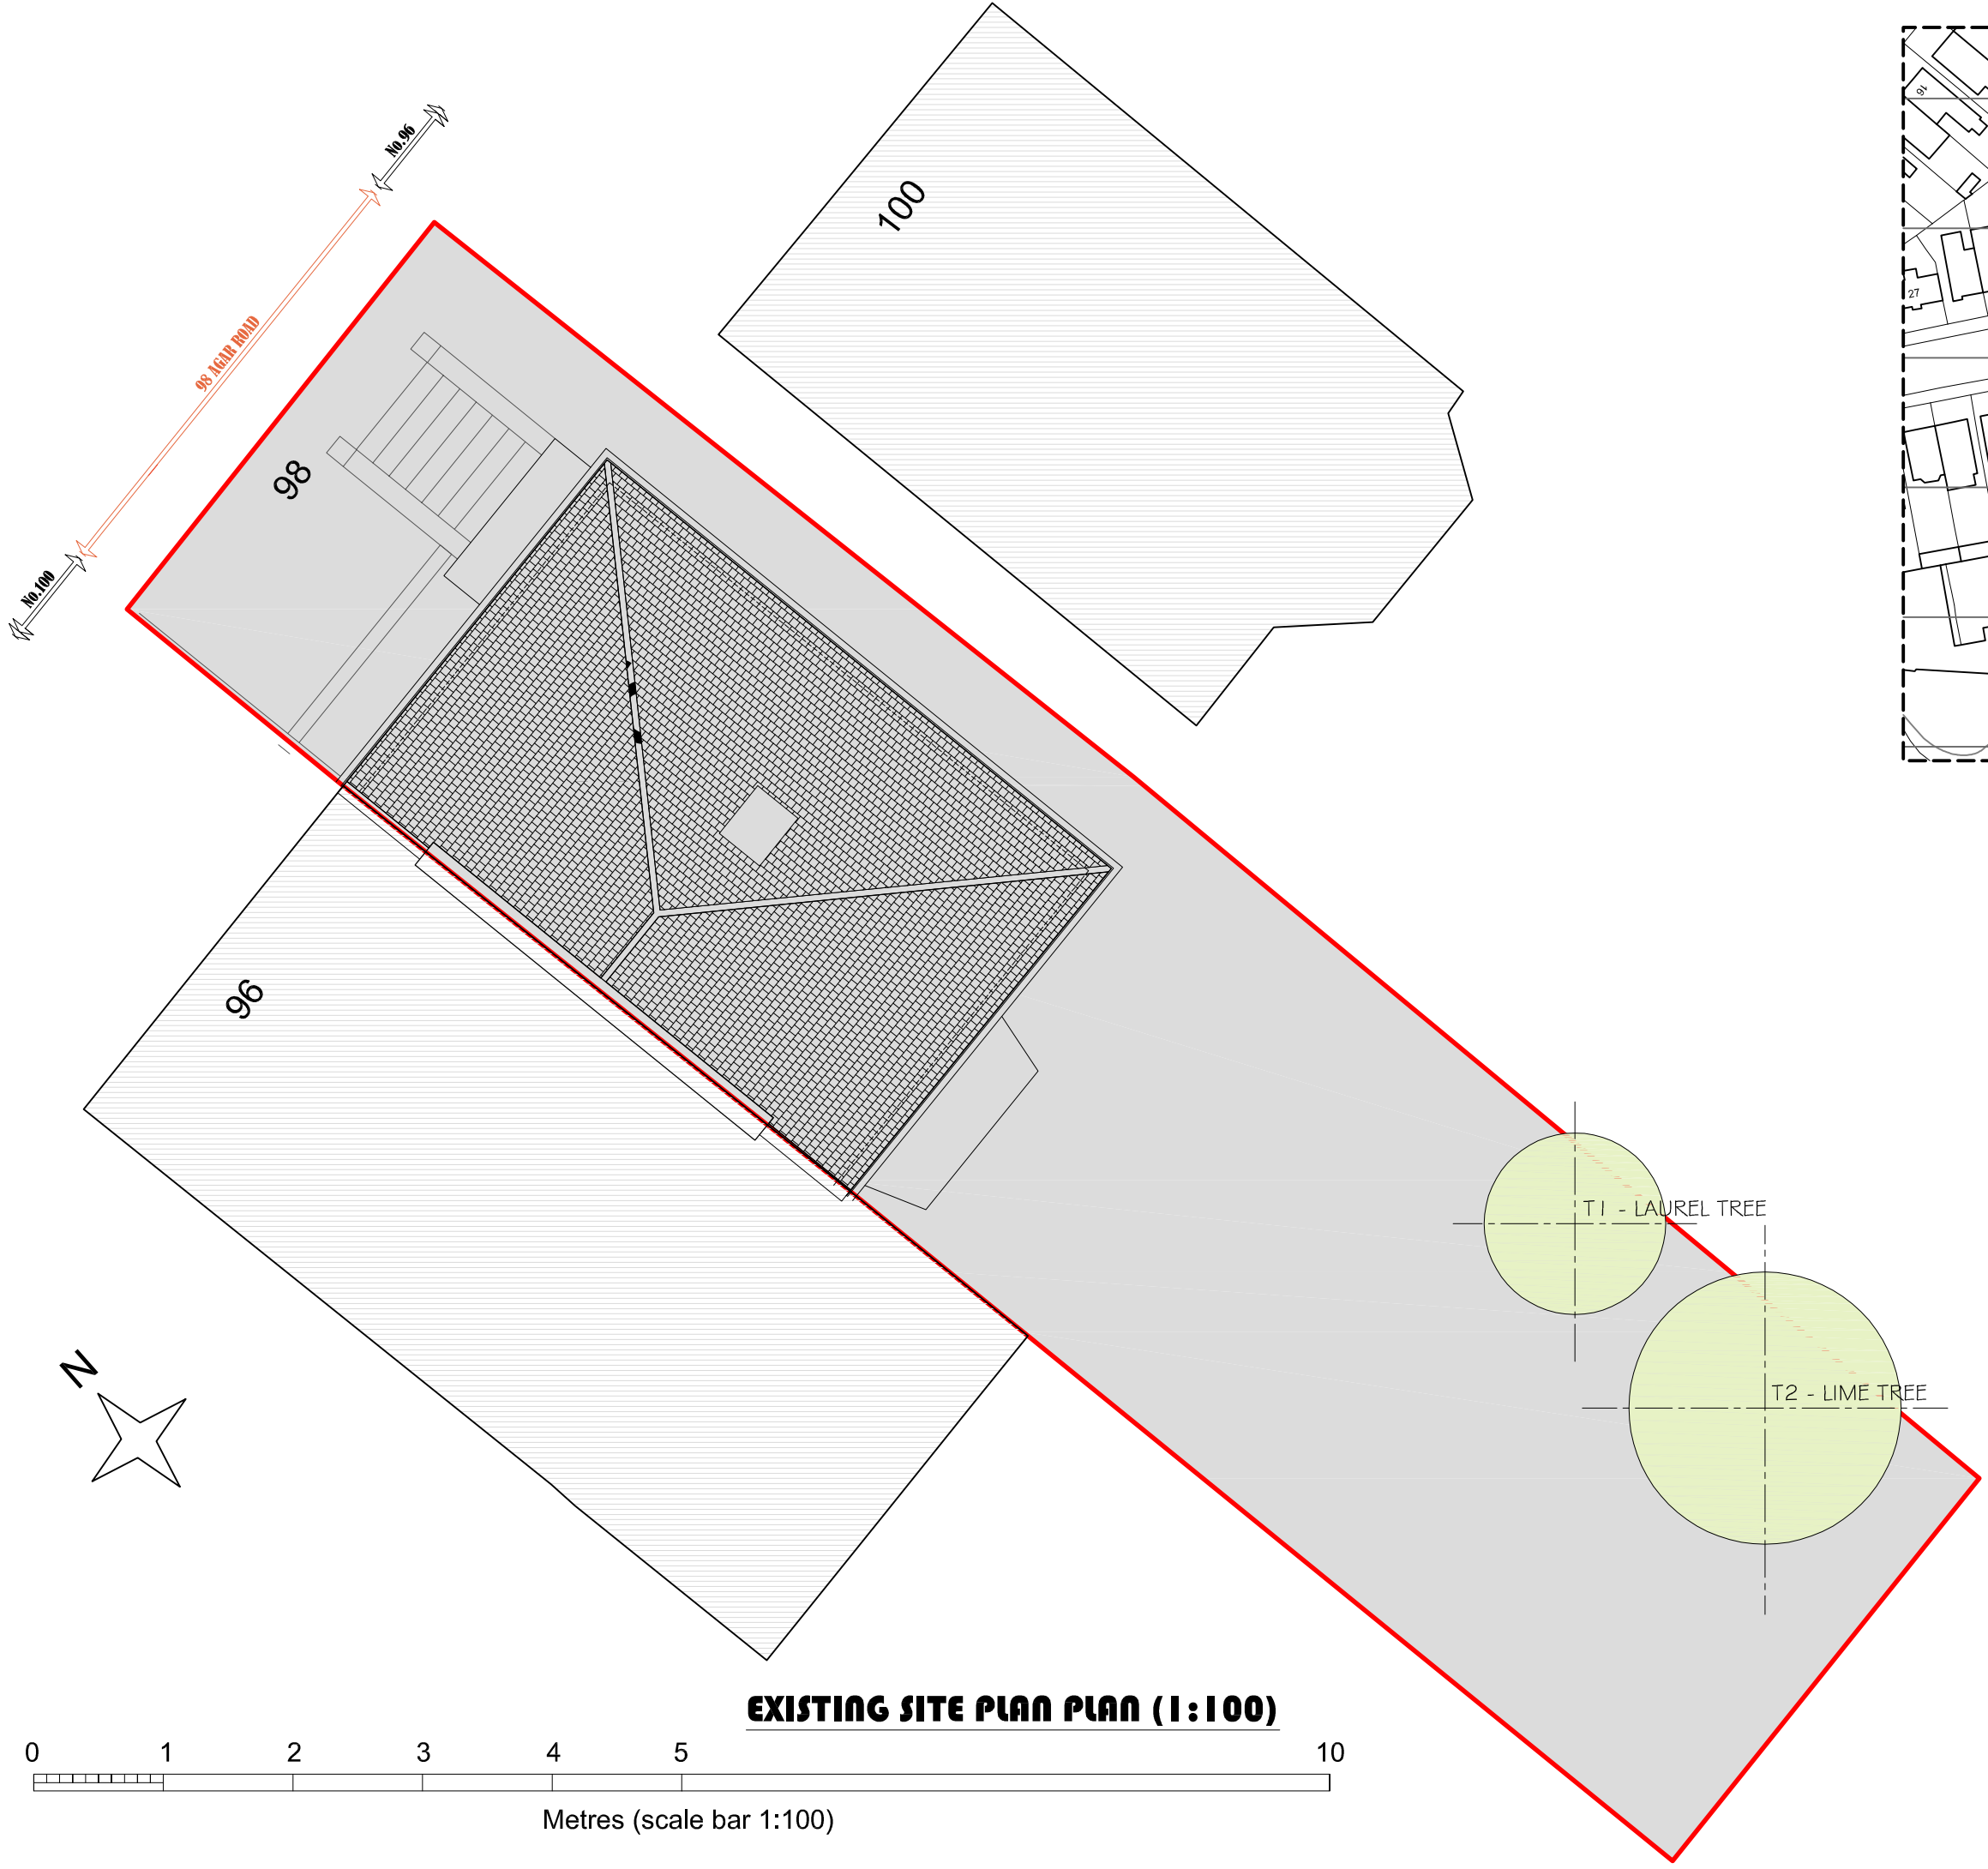 16
27
No.96
98 AGAR ROAD
No.100
100
98
96
T1 - LAUREL TREE
T2 - LIME TREE
N
EXISTING SITE PLAN PLAN (1:100)
0 1 2 3 4 5 10
Metres (scale bar 1:100)